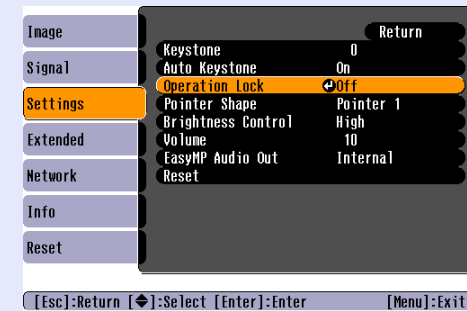 Image
Signal
Settings
Extended
Network
Info
Reset
Return
Keystone 0
Auto Keystone On
Operation Lock Off
Pointer Shape Pointer 1
Brightness Control High
Volume 10
EasyMP Audio Out Internal
Reset
[Esc]:Return [◆]:Select [Enter]:Enter [Menu]:Exit